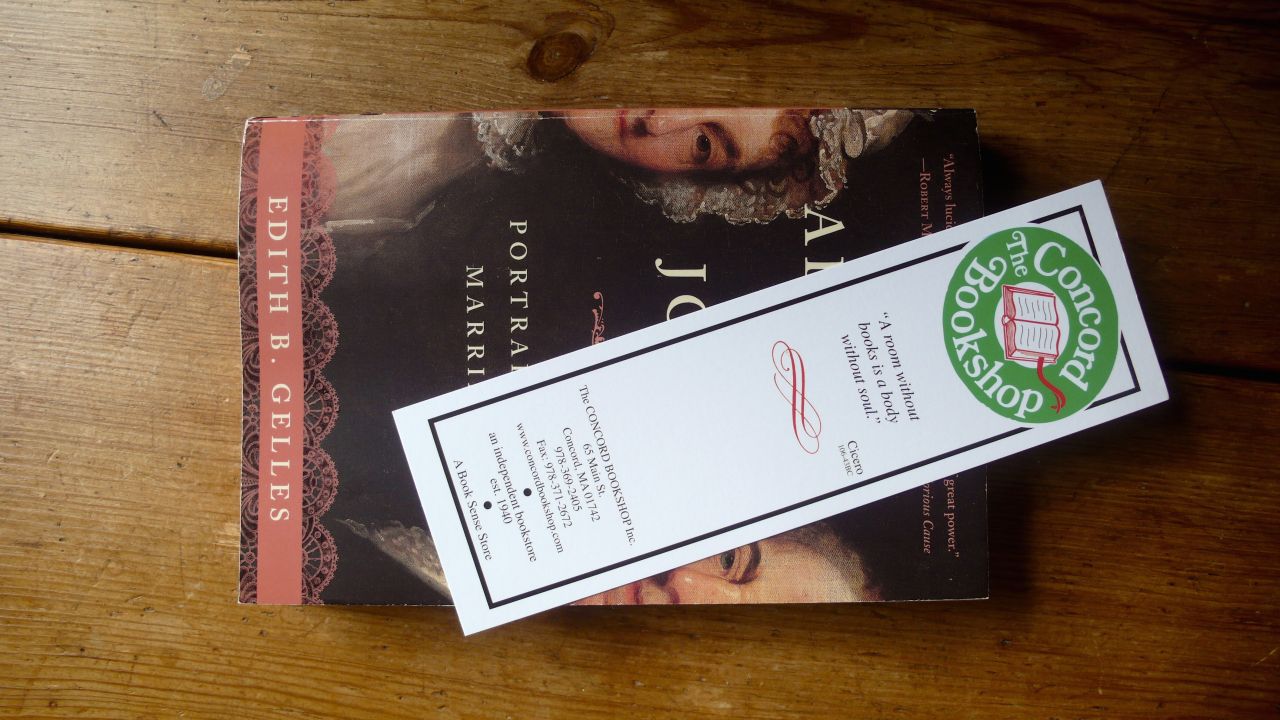 "Always luci
—ROBERT M
great power."
orious Cause
A
JO
PORTRA
MARRI
EDITH B. GELLES
The Concord
Bookshop
"A room without
books is a body
without soul."
Cicero
106-43BC
The CONCORD BOOKSHOP Inc.
65 Main St.
Concord, MA 01742
978-369-2405
Fax: 978-371-2672
www.concordbookshop.com
•
an independent bookstore
est. 1940
•
A Book Sense Store